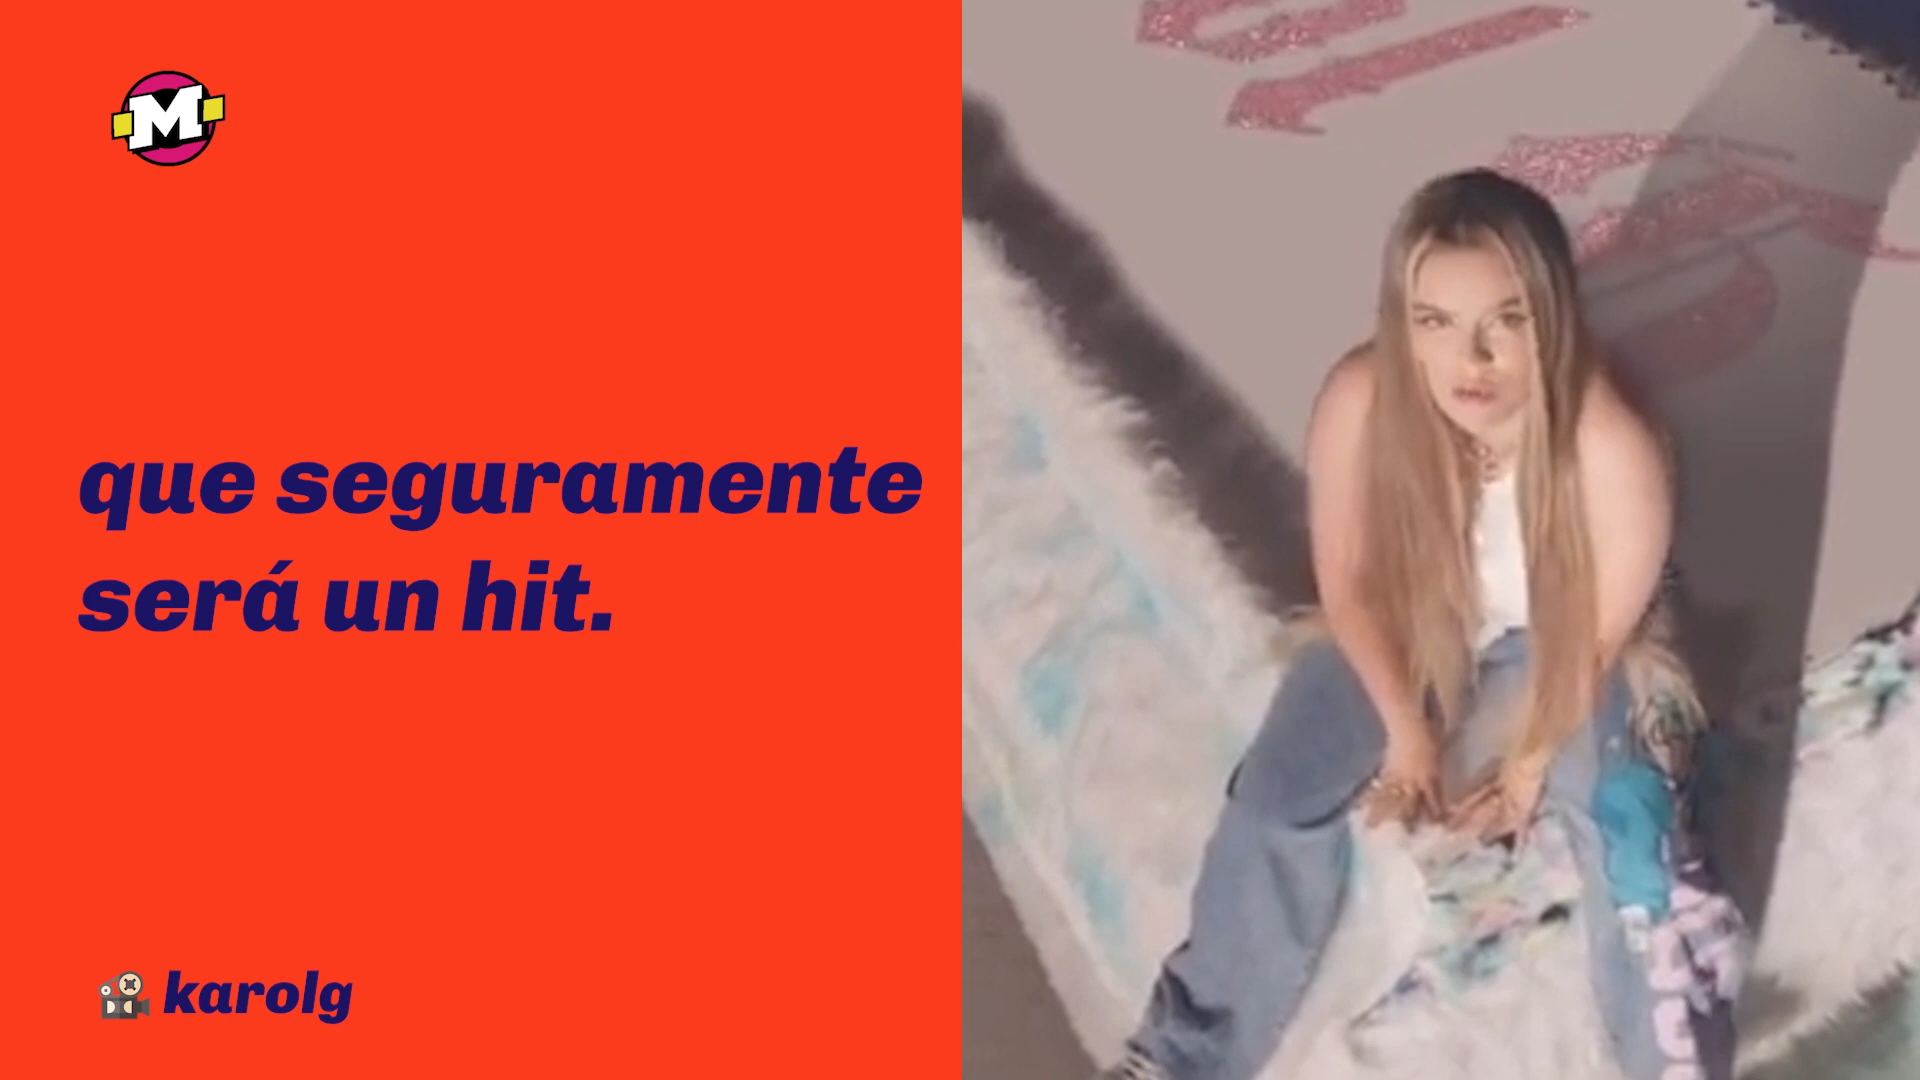 M
que seguramente
será un hit.
karolg